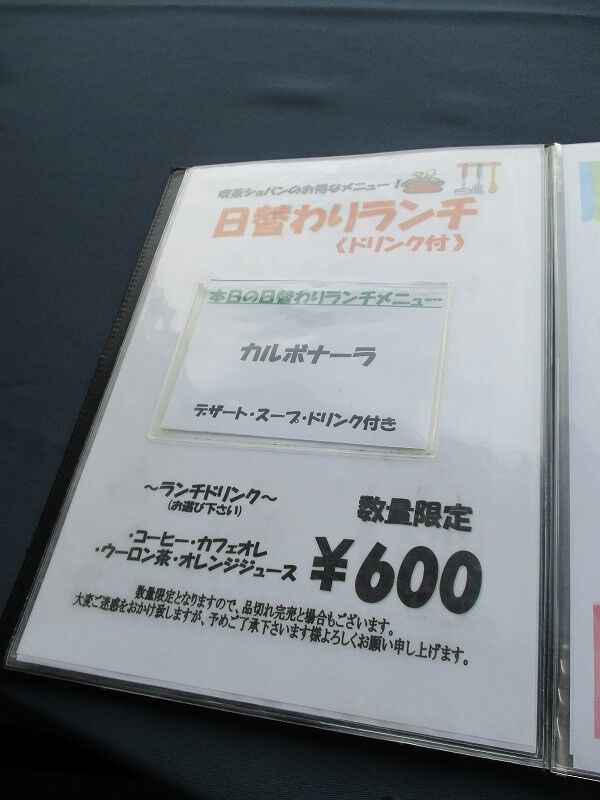 喫茶ショパンのお得なメニュー！
日替わりランチ
《ドリンク付》
本日の日替わりランチメニュー
カルボナーラ
デザート・スープ・ドリンク付き
～ランチドリンク～
(お選び下さい)
・コーヒー・カフェオレ
・ウーロン茶・オレンジジュース
数量限定
¥600
数量限定となりますので、品切れ完売と場合もございます。
大変ご迷惑をおかけ致しますが、予めご了承下さいます様よろしくお願い申し上げます。